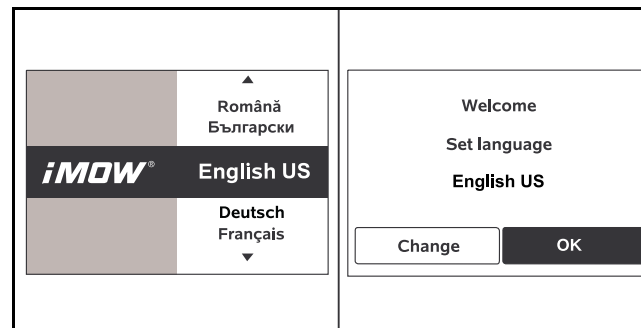 Română
Български
iMOW®
English US
Deutsch
Français
Welcome
Set language
English US
Change
OK